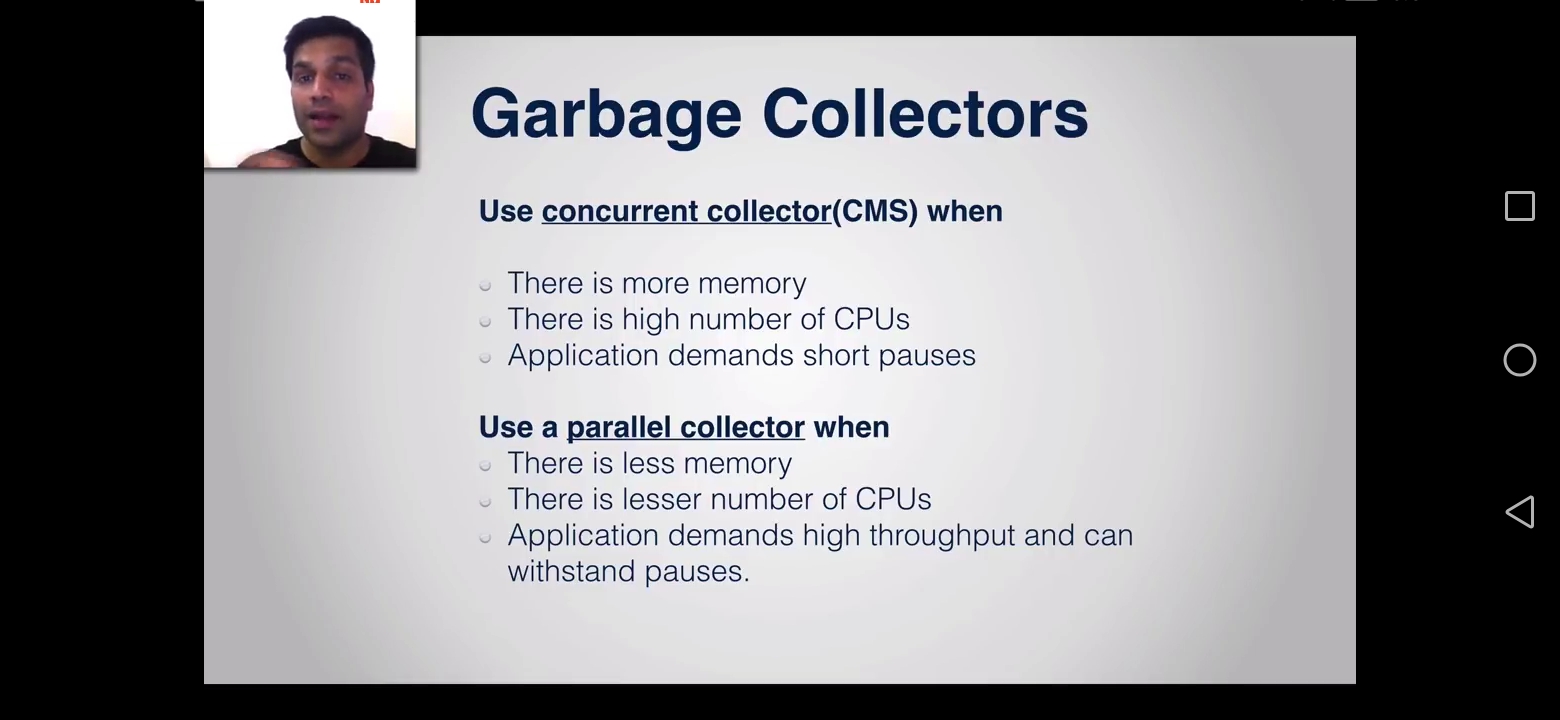 Garbage Collectors
Use concurrent collector(CMS) when
There is more memory
There is high number of CPUs
Application demands short pauses
Use a parallel collector when
There is less memory
There is lesser number of CPUs
Application demands high throughput and can
withstand pauses.